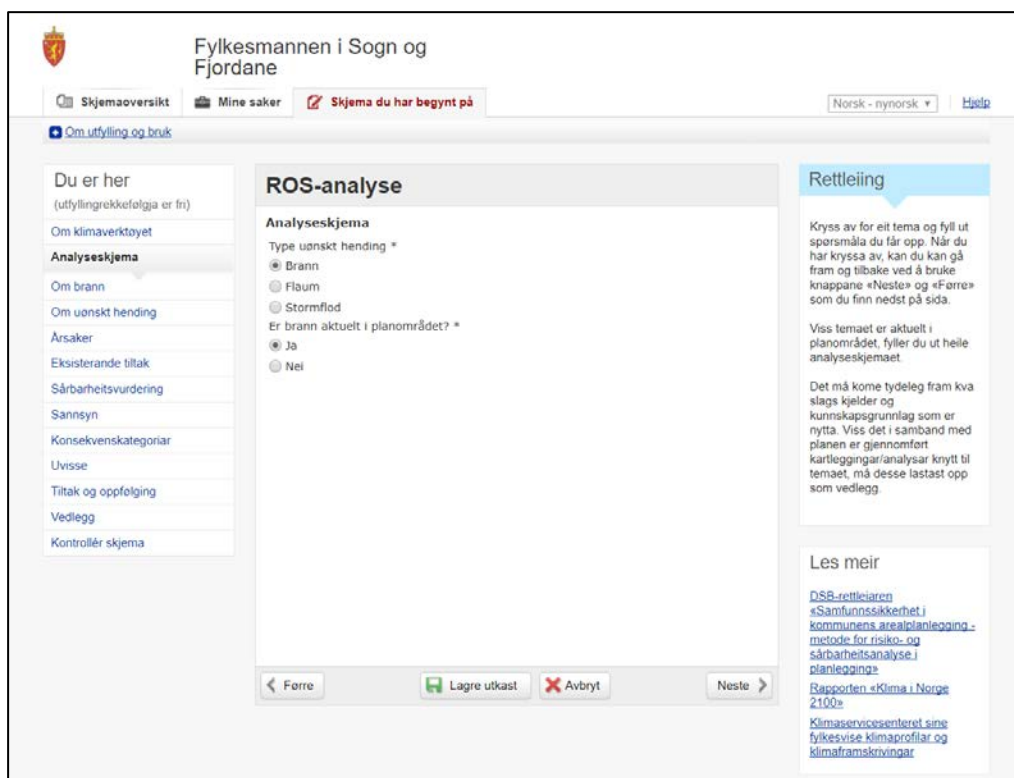 Fylkesmannen i Sogn og
Fjordane
Skjemaoversikt
Mine saker
Skjema du har begynt på
Norsk - nynorsk
Hjelp
Om utfylling og bruk
Du er her
(utfyllingrekkefølgja er fri)
Om klimaverktøyet
Analyseskjema
Om brann
Om uønskt hending
Årsaker
Eksisterande tiltak
Sårbarheitsvurdering
Sannsyn
Konsekvenskategoriar
Uvisse
Tiltak og oppfølging
Vedlegg
Kontrollér skjema
ROS-analyse
Analyseskjema
Type uønskt hending *
Brann
Flaum
Stormflod
Er brann aktuelt i planområdet? *
Ja
Nei
Førre
Lagre utkast
Avbryt
Neste
Rettleiing
Kryss av for eit tema og fyll ut
spørsmåla du får opp. Når du
har kryssa av, kan du kan gå
fram og tilbake ved å bruke
knappane «Neste» og «Førre»
som du finn nedst på sida.
Viss temaet er aktuelt i
planområdet, fyller du ut heile
analyseskjemaet.
Det må kome tydeleg fram kva
slags kjelder og
kunnskapsgrunnlag som er
nytta. Viss det i samband med
planen er gjennomført
kartleggingar/analysar knytt til
temaet, må desse lastast opp
som vedlegg.
Les meir
DSB-rettleiaren
«Samfunnssikkerhet i
kommunens arealplanlegging -
metode for risiko- og
sårbarhetsanalyse i
planlegging»
Rapporten «Klima i Norge
2100»
Klimaservicesenteret sine
fylkesvise klimaprofilar og
klimaframskrivingar